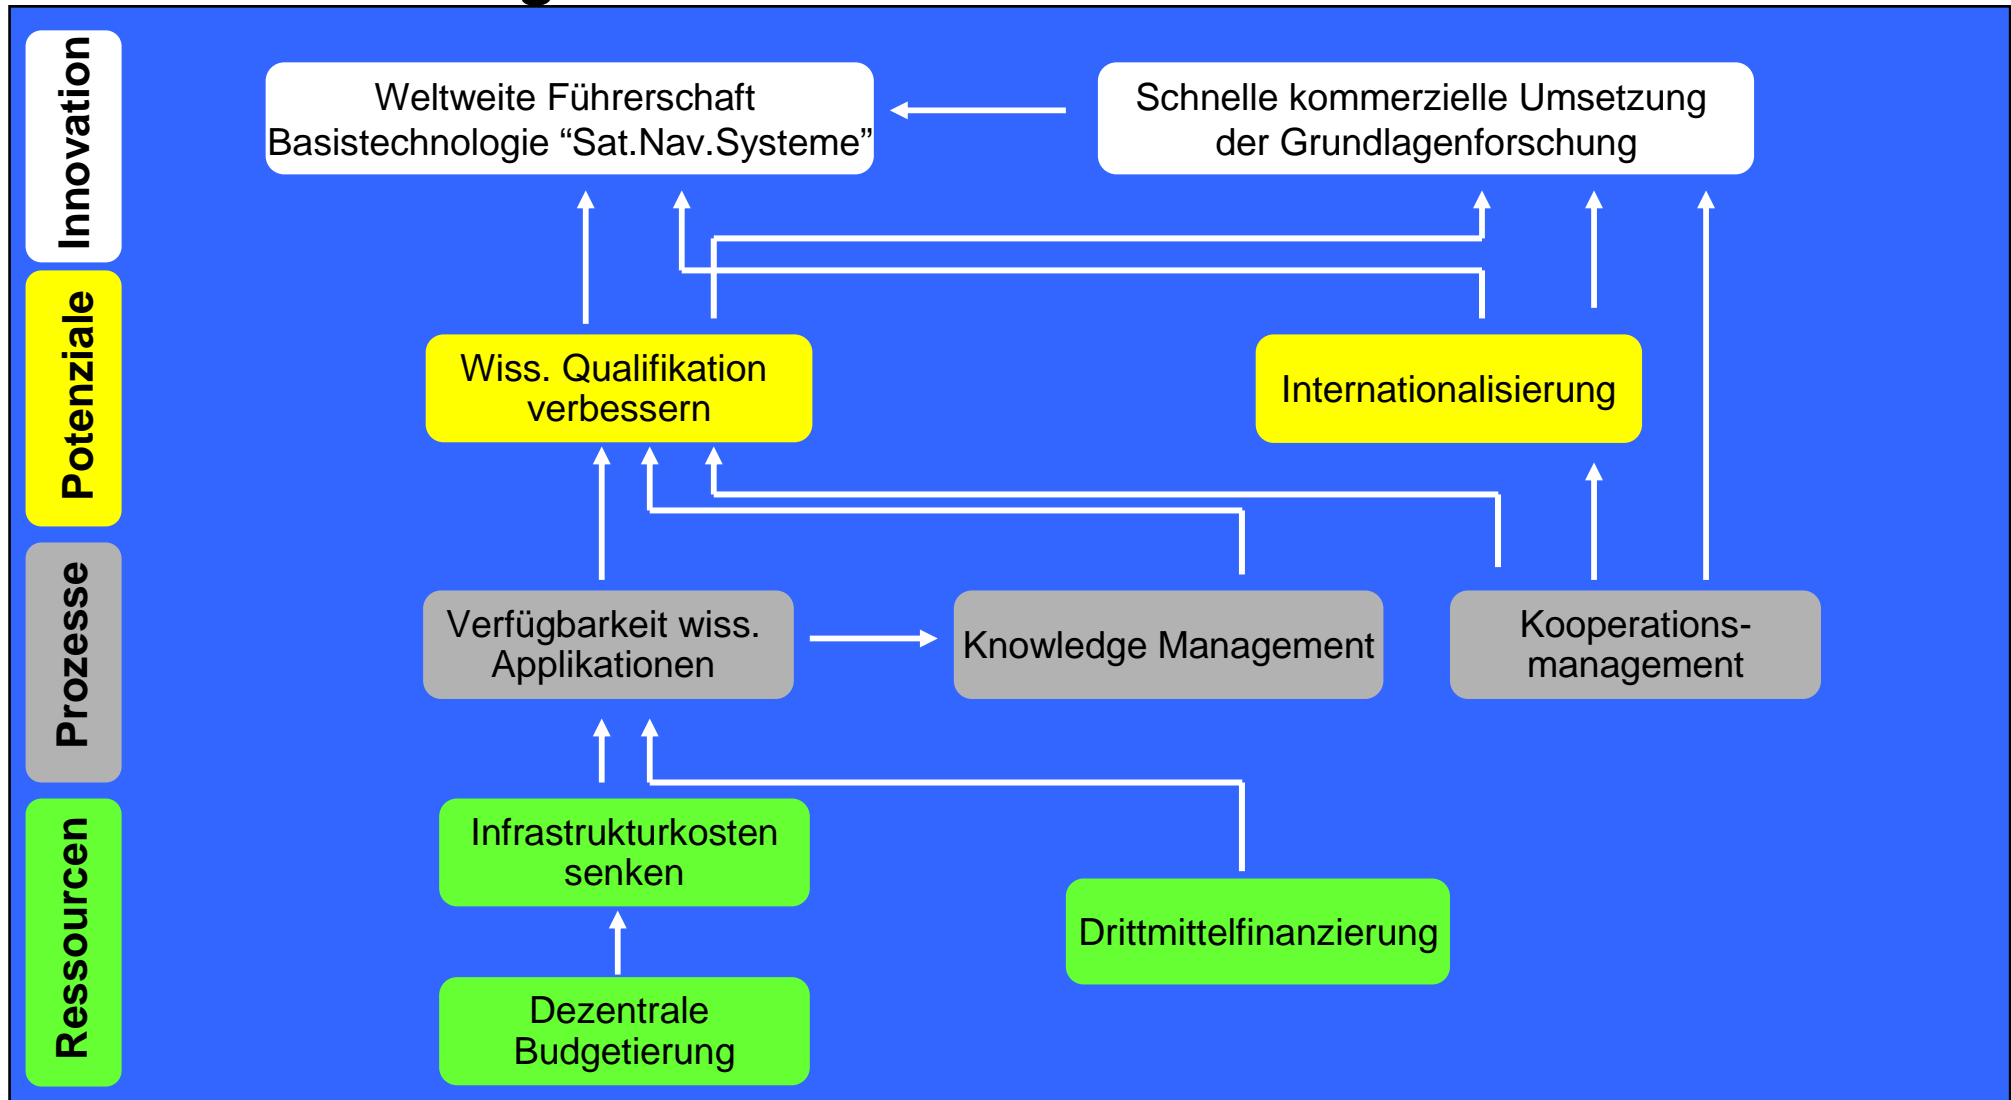 Innovation
Weltweite Führerschaft
Basistechnologie “Sat.Nav.Systeme”
Schnelle kommerzielle Umsetzung
der Grundlagenforschung
Potenziale
Wiss. Qualifikation
verbessern
Internationalisierung
Prozesse
Verfügbarkeit wiss.
Applikationen
Knowledge Management
Kooperations-
management
Ressourcen
Infrastrukturkosten
senken
Drittmittelfinanzierung
Dezentrale
Budgetierung